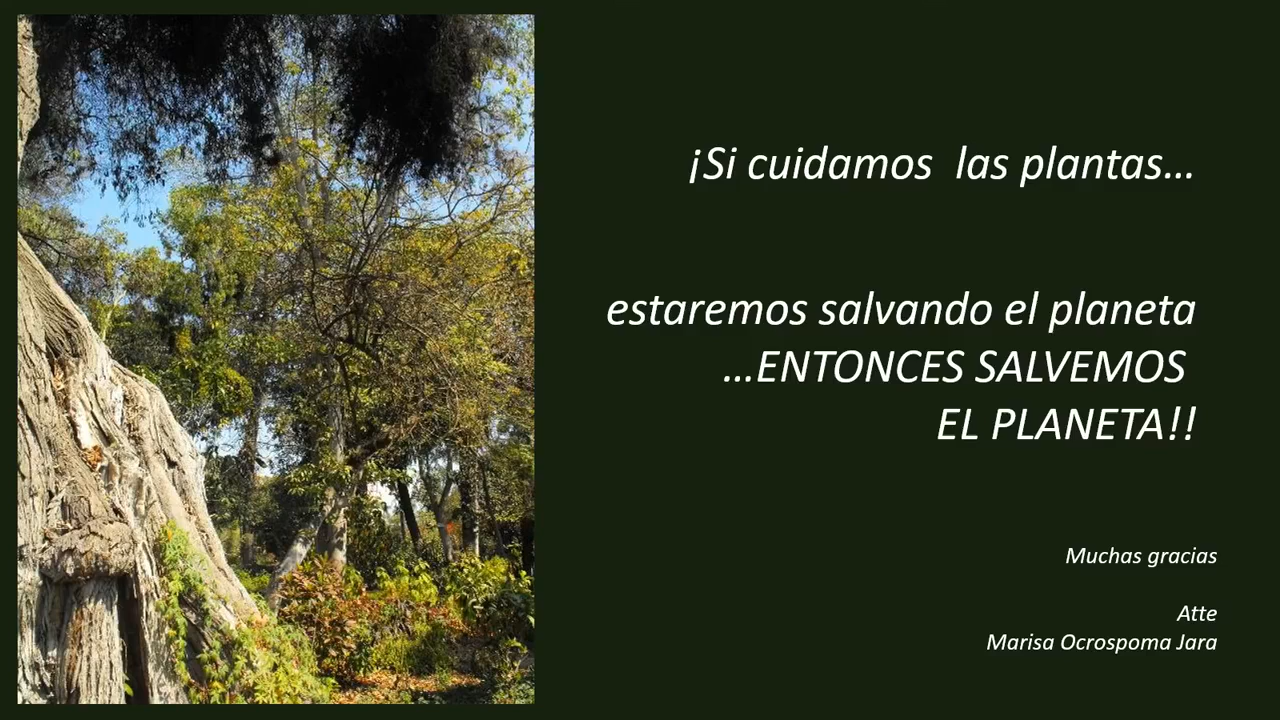 ¡Si cuidamos  las plantas…
estaremos salvando el planeta
…ENTONCES SALVEMOS
EL PLANETA!!
Muchas gracias
Atte
Marisa Ocrospoma Jara